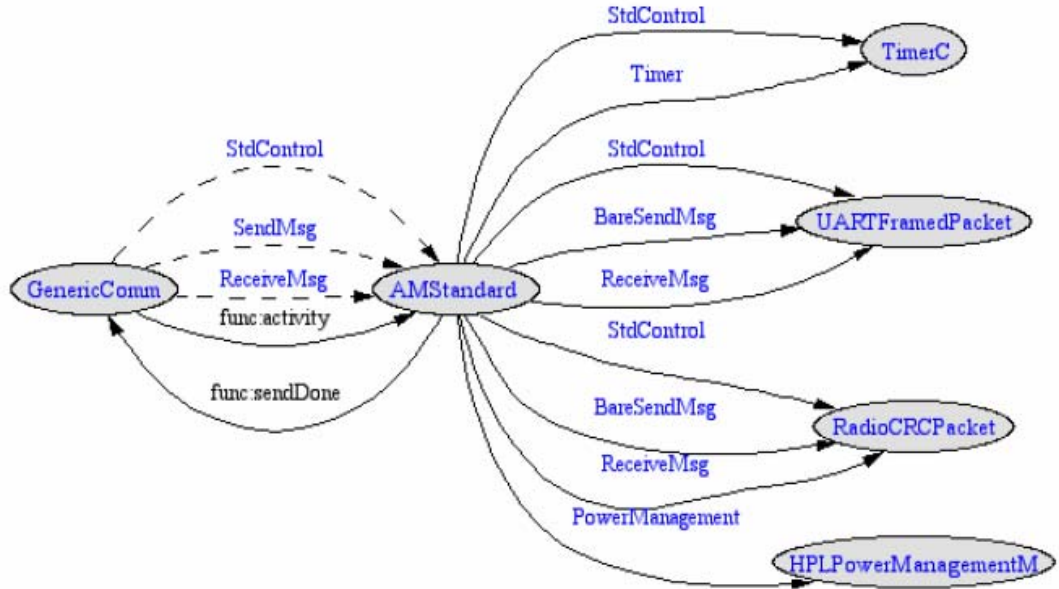 StdControl
TimerC
Timer
StdControl
StdControl
BareSendMsg
UARTFramedPacket
SendMsg
ReceiveMsg
ReceiveMsg
GenericComm
AMStandard
func:activity
StdControl
func:sendDone
BareSendMsg
RadioCRCPacket
ReceiveMsg
PowerManagement
HPLPowerManagementM